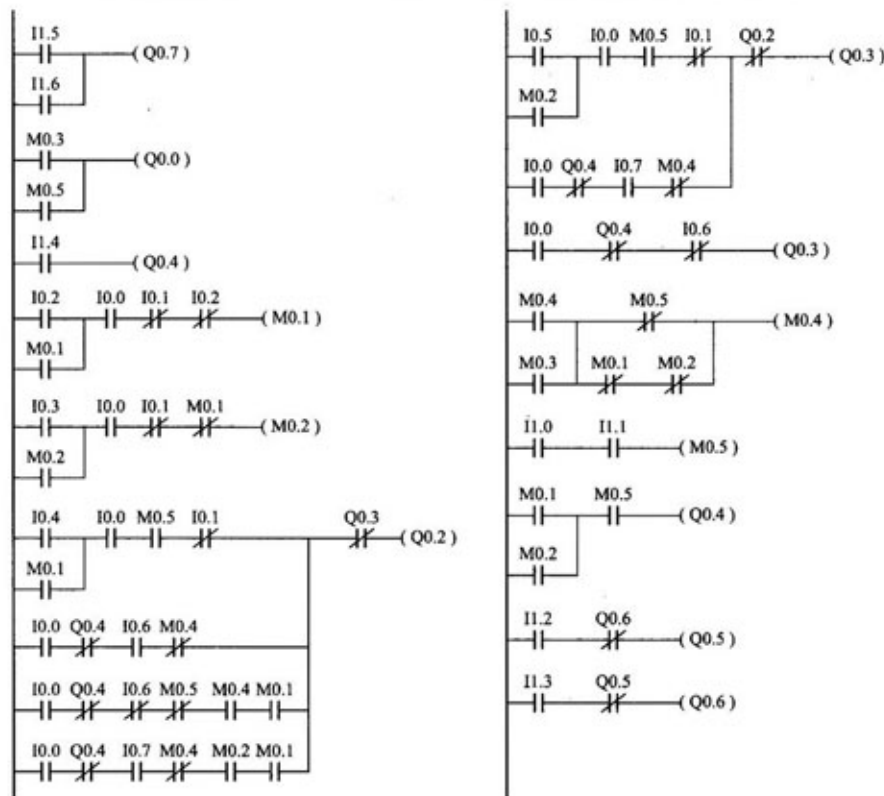 I1.5
( Q0.7 )
I1.6
M0.3
( Q0.0 )
M0.5
I1.4
( Q0.4 )
I0.2 I0.0 I0.1 I0.2
( M0.1 )
M0.1
I0.3 I0.0 I0.1 M0.1
( M0.2 )
M0.2
I0.4 I0.0 M0.5 I0.1 Q0.3
( Q0.2 )
M0.1
I0.0 Q0.4 I0.6 M0.4
I0.0 Q0.4 I0.6 M0.5 M0.4 M0.1
I0.0 Q0.4 I0.7 M0.4 M0.2 M0.1
I0.5 I0.0 M0.5 I0.1 Q0.2
( Q0.3 )
M0.2
I0.0 Q0.4 I0.7 M0.4
I0.0 Q0.4 I0.6
( Q0.3 )
M0.4 M0.5
( M0.4 )
M0.3 M0.1 M0.2
I1.0 I1.1
( M0.5 )
M0.1 M0.5
( Q0.4 )
M0.2
I1.2 Q0.6
( Q0.5 )
I1.3 Q0.5
( Q0.6 )